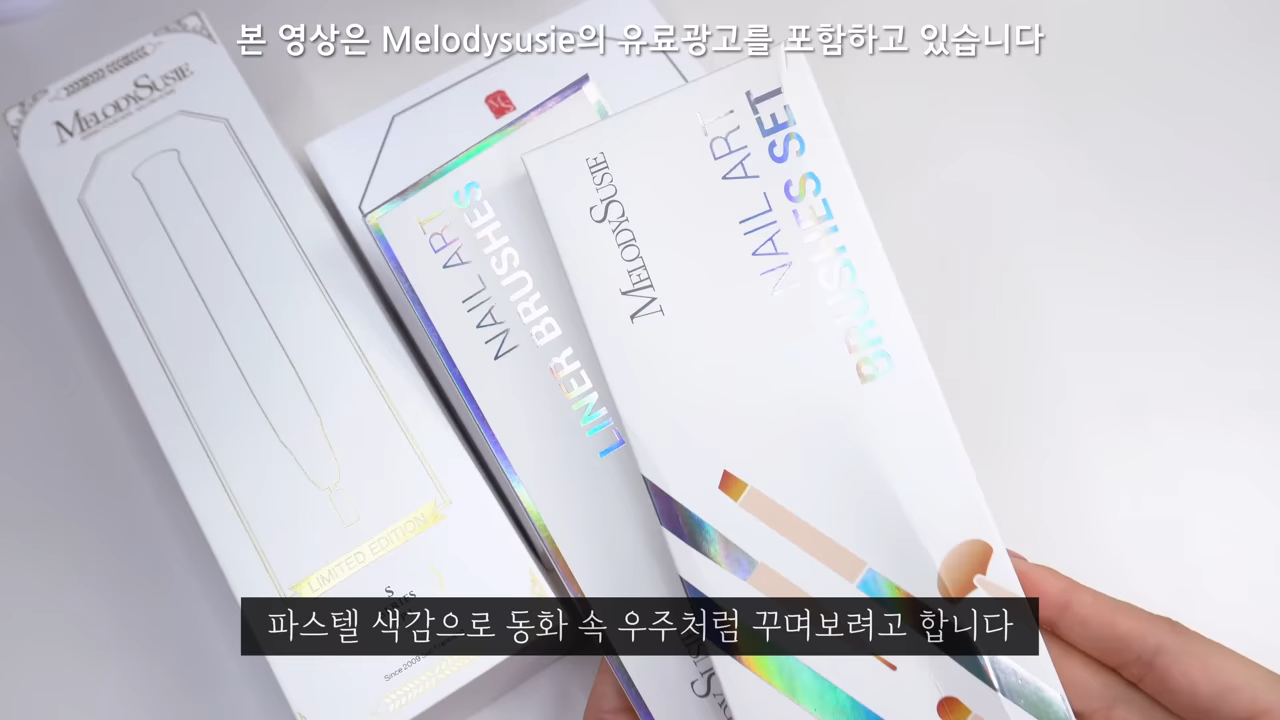 본 영상은 Melodysusie의 유료광고를 포함하고 있습니다
MELODYSUSIE
MS
NAIL ART
LINER BRUSHES
MELODYSUSIE
NAIL ART
BRUSHES SET
LIMITED EDITION
S
Since 2009
파스텔 색감으로 동화 속 우주처럼 꾸며보려고 합니다